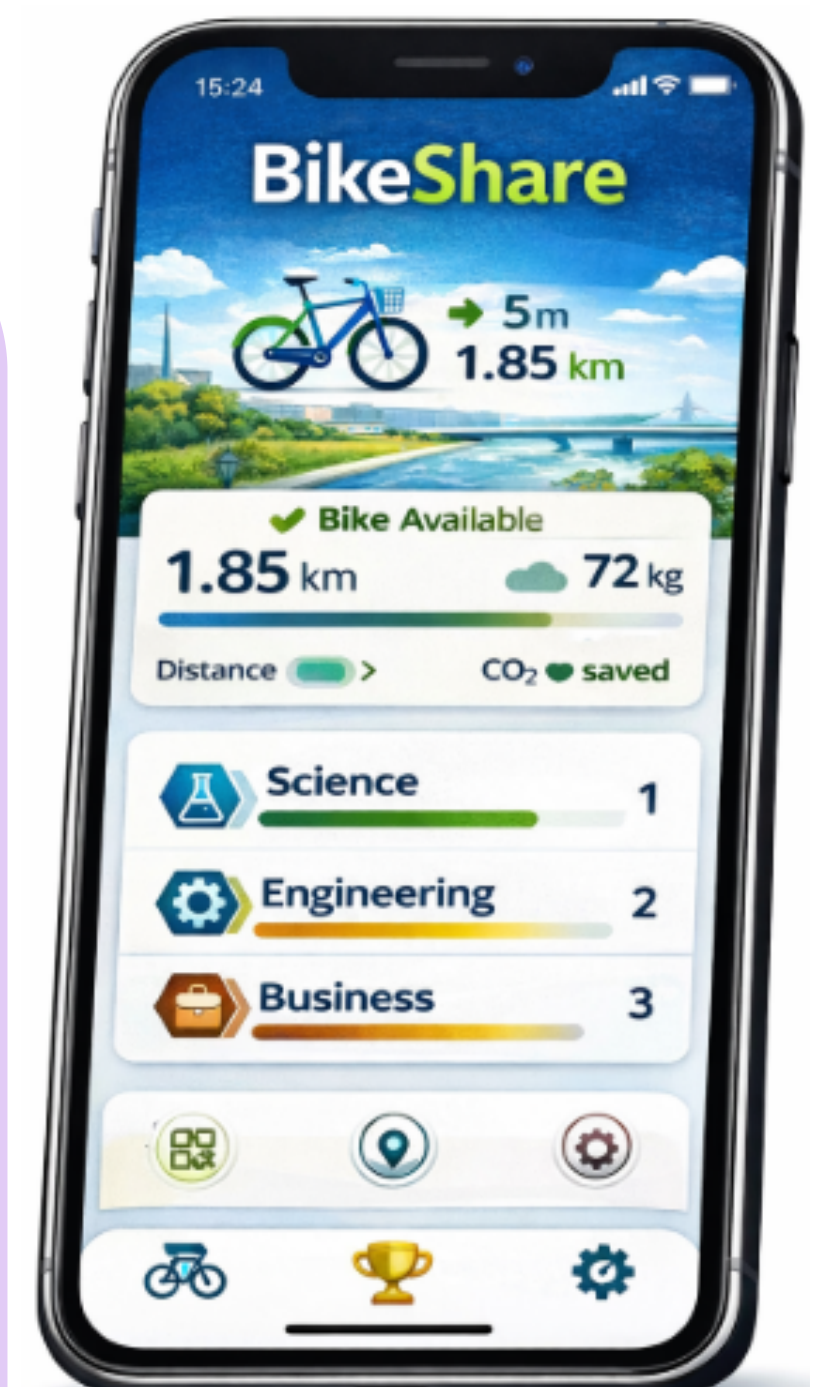 15:24
BikeShare
5m
1.85 km
Bike Available
1.85 km 72 kg
Distance > CO₂ saved
Science 1
Engineering 2
Business 3